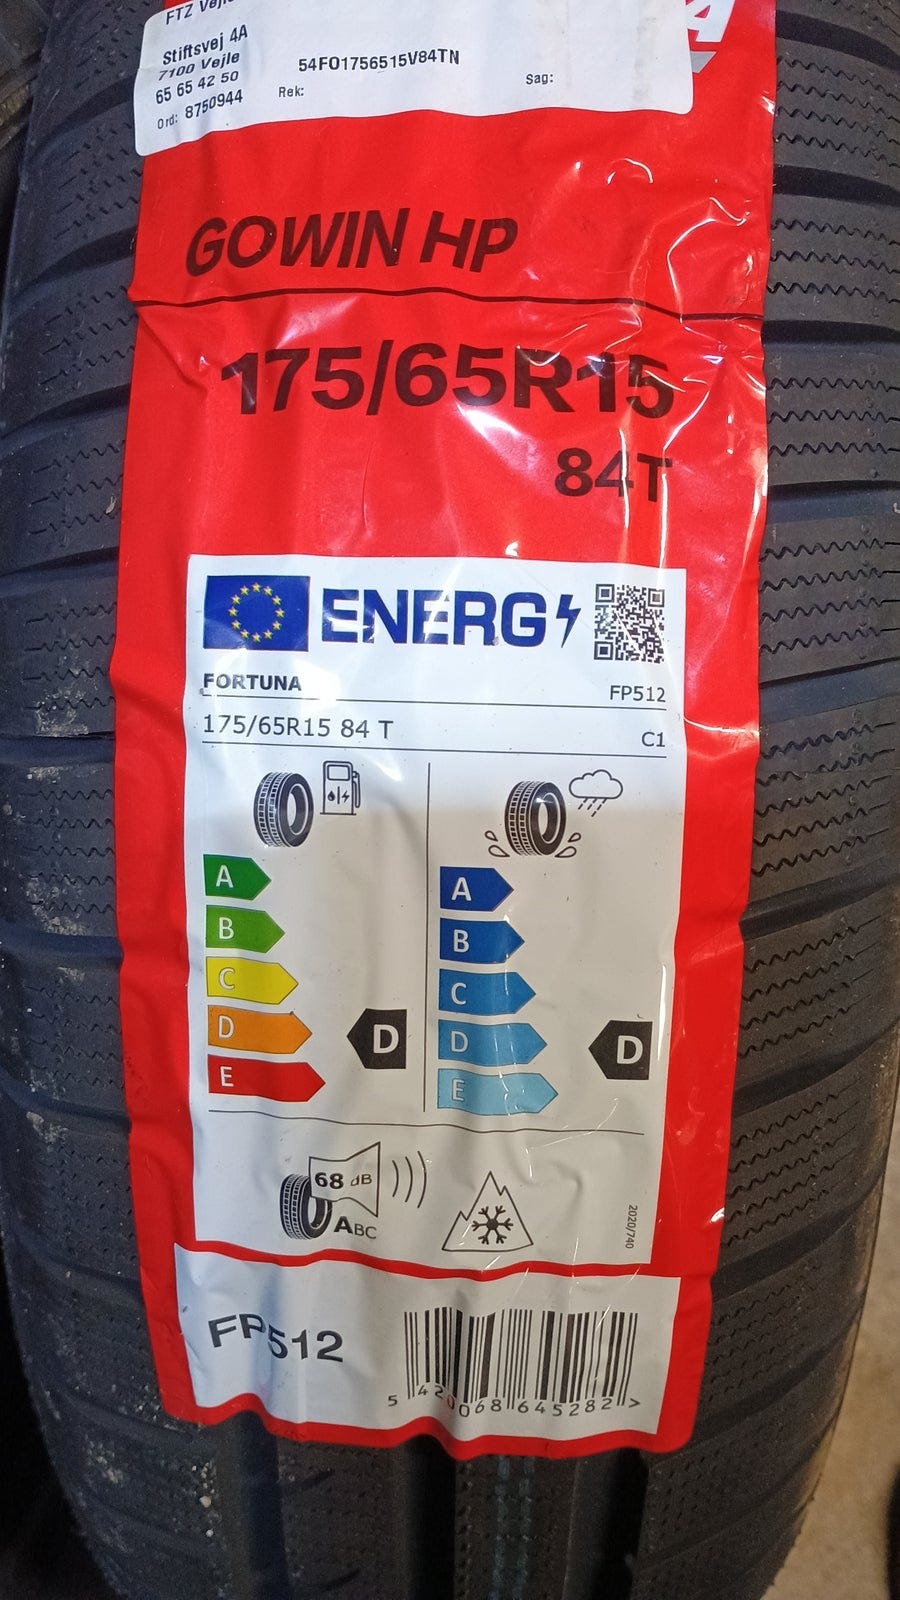 FTZ Vejle
Stiftsvej 4A
7100 Vejle
65 65 42 50
Ord: 8750944
54FO1756515V84TN
Rek:
Sag:
A
GOWIN HP
175/65R15
84T
ENERG
FORTUNA FP512
175/65R15 84 T C1
A
B
C
D
E
D
A
B
C
D
E
D
68 dB
ABC
2020/740
FP512
5 420068 645282 >